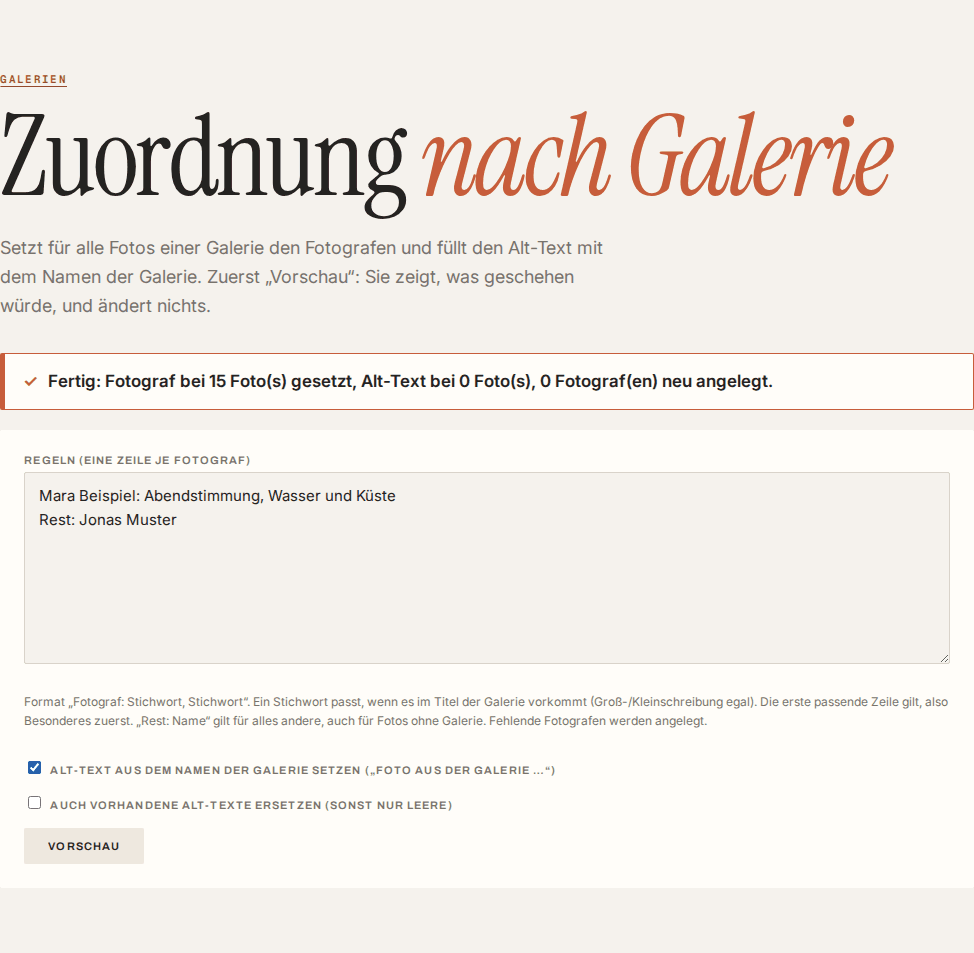 GALERIEN
Zuordnung nach Galerie
Setzt für alle Fotos einer Galerie den Fotografen und füllt den Alt-Text mit
dem Namen der Galerie. Zuerst „Vorschau“: Sie zeigt, was geschehen
würde, und ändert nichts.
Fertig: Fotograf bei 15 Foto(s) gesetzt, Alt-Text bei 0 Foto(s), 0 Fotograf(en) neu angelegt.
REGELN (EINE ZEILE JE FOTOGRAF)
Mara Beispiel: Abendstimmung, Wasser und Küste
Rest: Jonas Muster
Format „Fotograf: Stichwort, Stichwort“. Ein Stichwort passt, wenn es im Titel der Galerie vorkommt (Groß-/Kleinschreibung egal). Die erste passende Zeile gilt, also
Besonderes zuerst. „Rest: Name“ gilt für alles andere, auch für Fotos ohne Galerie. Fehlende Fotografen werden angelegt.
ALT-TEXT AUS DEM NAMEN DER GALERIE SETZEN („FOTO AUS DER GALERIE …“)
AUCH VORHANDENE ALT-TEXTE ERSETZEN (SONST NUR LEERE)
VORSCHAU